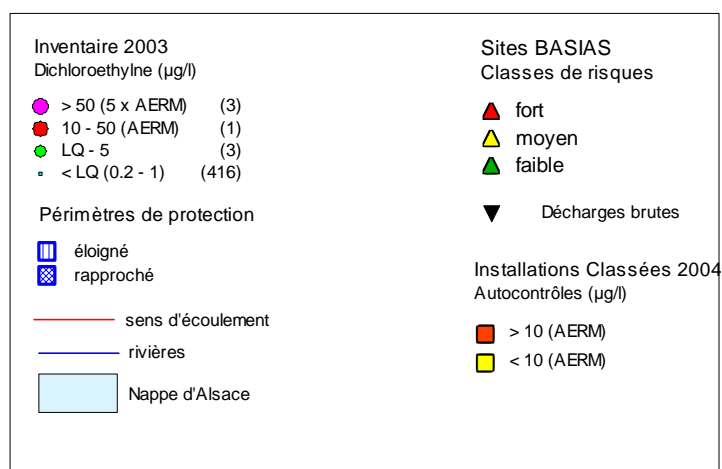 Inventaire 2003
Dichloroethylne (µg/l)
> 50 (5 x AERM) (3)
10 - 50 (AERM) (1)
LQ - 5 (3)
< LQ (0.2 - 1) (416)
Périmètres de protection
éloigné
rapproché
sens d'écoulement
rivières
Nappe d'Alsace
Sites BASIAS
Classes de risques
fort
moyen
faible
Décharges brutes
Installations Classées 2004
Autocontrôles (µg/l)
> 10 (AERM)
< 10 (AERM)